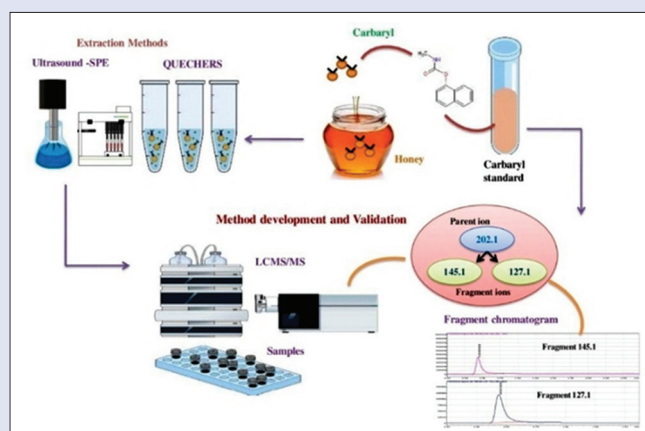 Extraction Methods
Ultrasound -SPE
QUECHERS
Carbaryl
Honey
Carbaryl
standard
Method development and Validation
LCMS/MS
Samples
Parent ion
202.1
145.1
127.1
Fragment ions
Fragment chromatogram
Fragment 145.1
Fragment 127.1